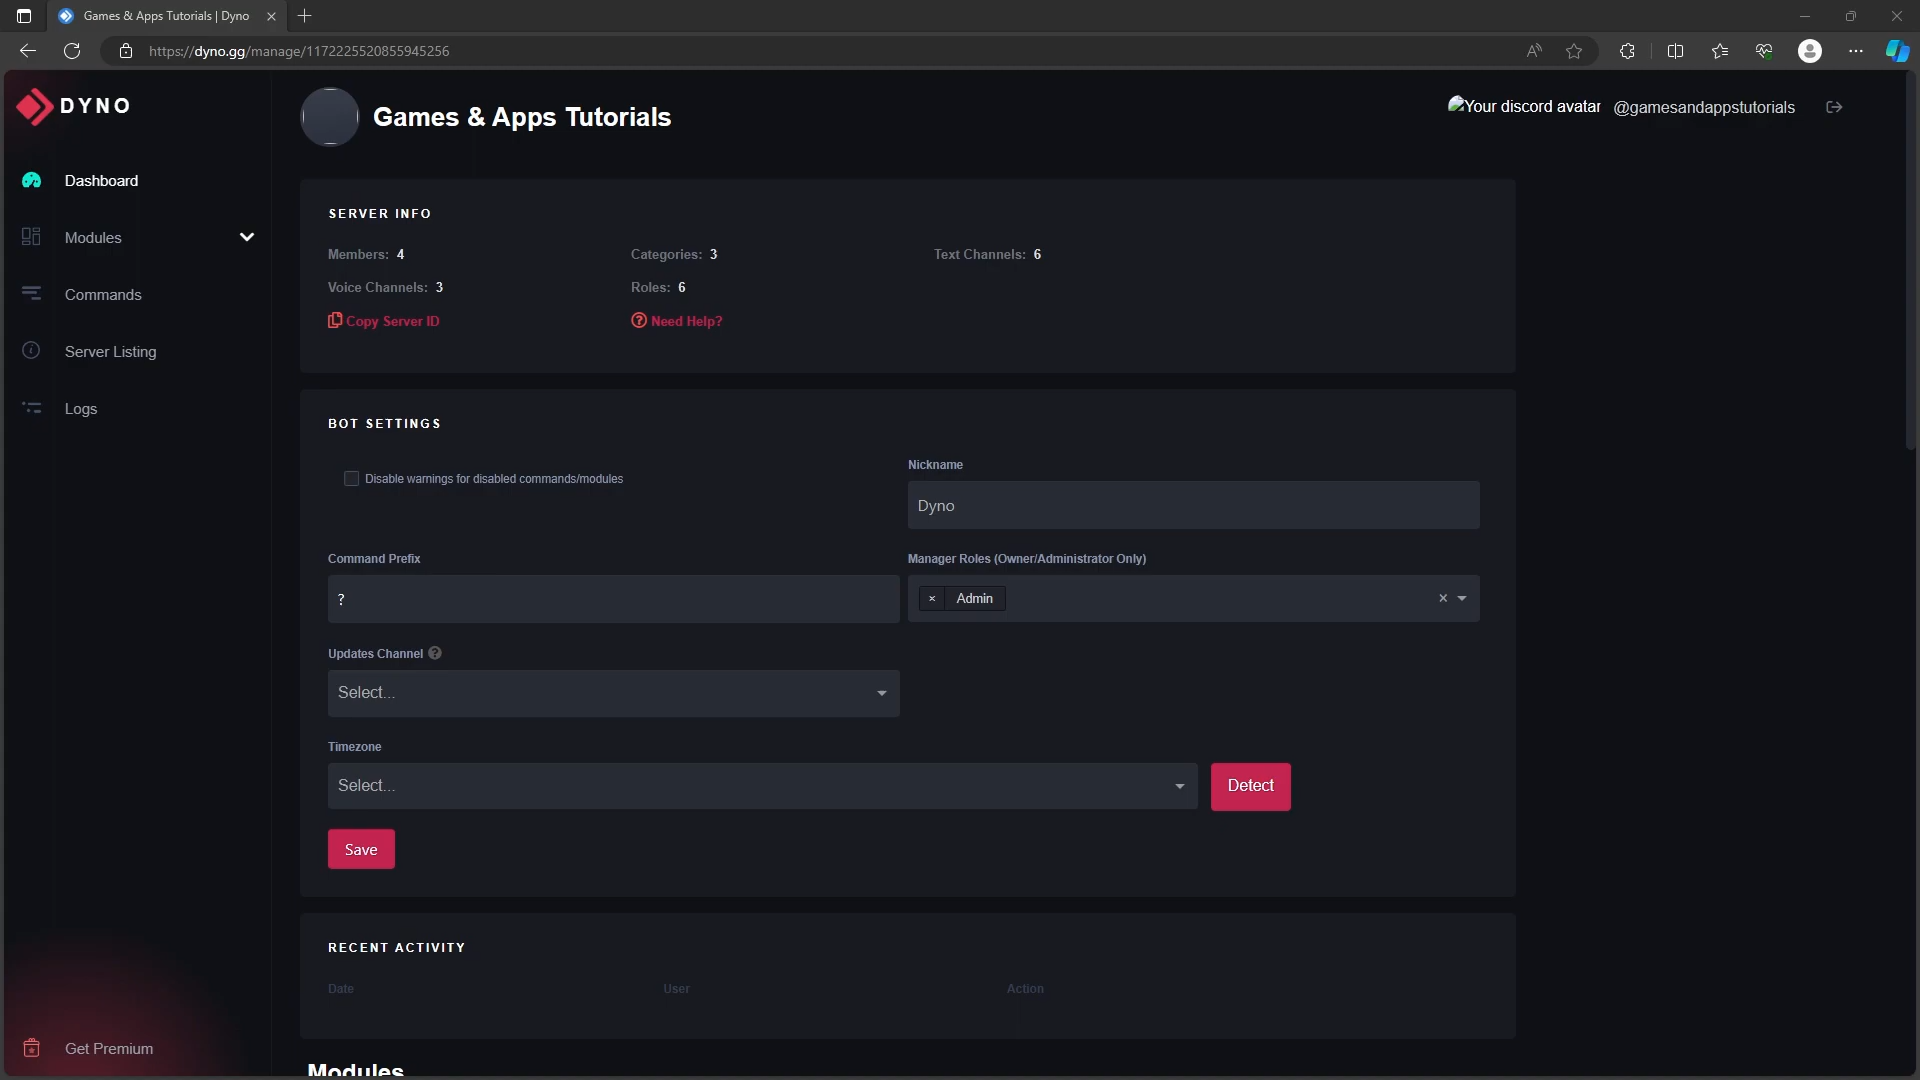 Games & Apps Tutorials | Dyno
https://dyno.gg/manage/1172225520855945256
DYNO
Games & Apps Tutorials
Your discord avatar
@gamesandappstutorials
Dashboard
Modules
Commands
Server Listing
Logs
SERVER INFO
Members: 4
Categories: 3
Text Channels: 6
Voice Channels: 3
Roles: 6
Copy Server ID
Need Help?
BOT SETTINGS
Disable warnings for disabled commands/modules
Nickname
Dyno
Command Prefix
?
Manager Roles (Owner/Administrator Only)
× Admin
Updates Channel ?
Select...
Timezone
Select...
Detect
Save
RECENT ACTIVITY
Date
User
Action
Get Premium
Modules